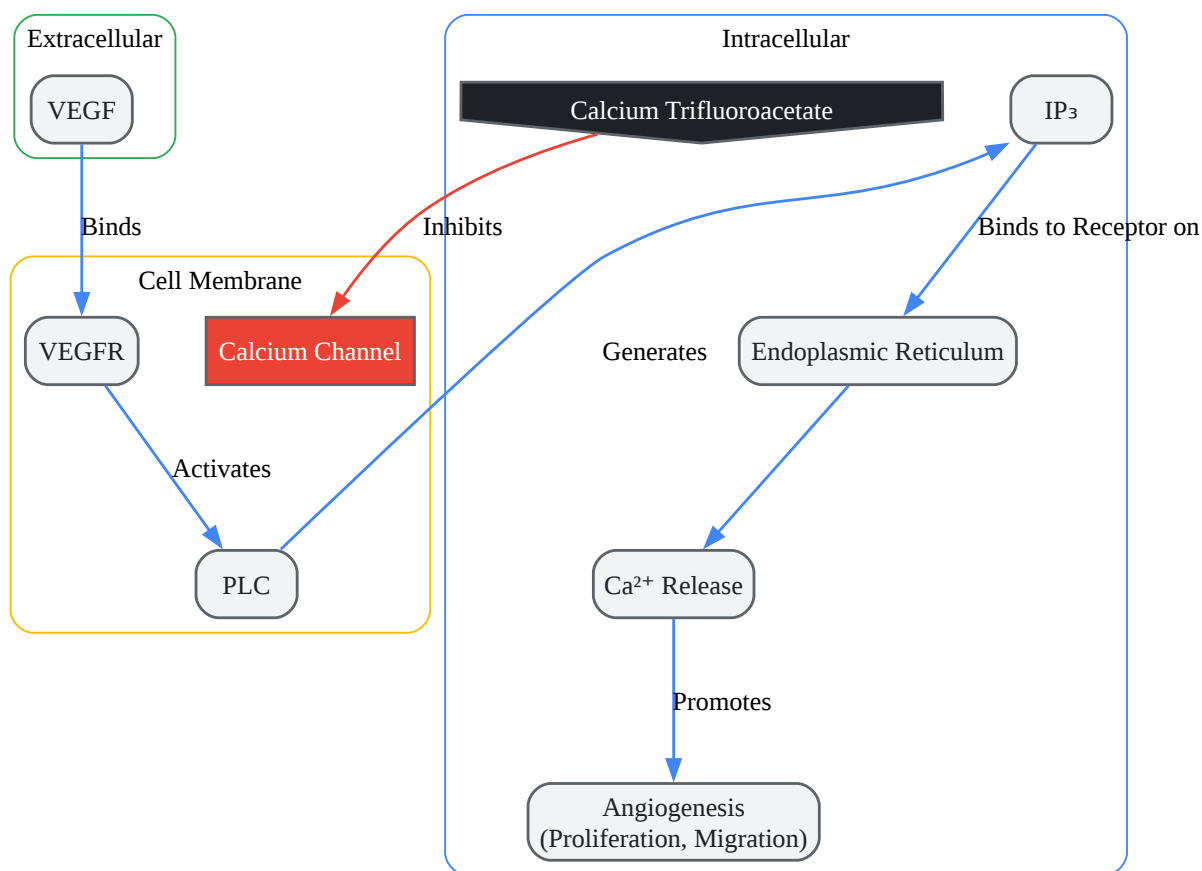 Extracellular
Intracellular
VEGF
Calcium Trifluoroacetate
IP₃
Binds
Inhibits
Binds to Receptor on
Cell Membrane
VEGFR
Calcium Channel
Generates
Endoplasmic Reticulum
Activates
PLC
Ca²⁺ Release
Promotes
Angiogenesis
(Proliferation, Migration)